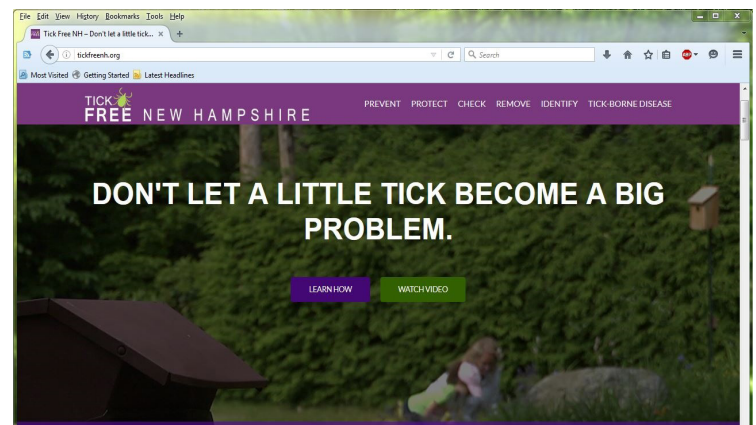 File Edit View History Bookmarks Tools Help
Tick Free NH – Don't let a little tick... × +
tickfreenh.org
Search
ABP
Most Visited Getting Started Latest Headlines
TICK
FREE NEW HAMPSHIRE
PREVENT PROTECT CHECK REMOVE IDENTIFY TICK-BORNE DISEASE
DON'T LET A LITTLE TICK BECOME A BIG
PROBLEM.
LEARN HOW WATCH VIDEO